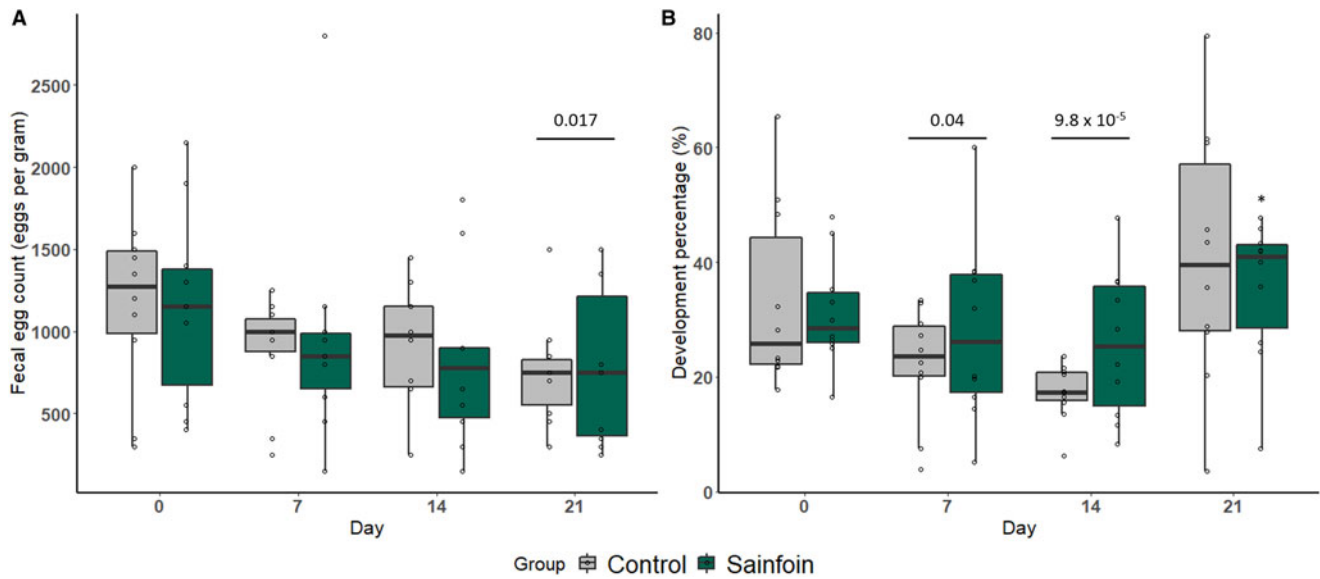 A
Fecal egg count (eggs per gram)
2500
2000
1500
1000
500
0.017
0
7
14
21
Day
B
Development percentage (%)
80
60
40
20
0
0.04
9.8 x 10⁻⁵
*
0
7
14
21
Day
Group Control Sainfoin